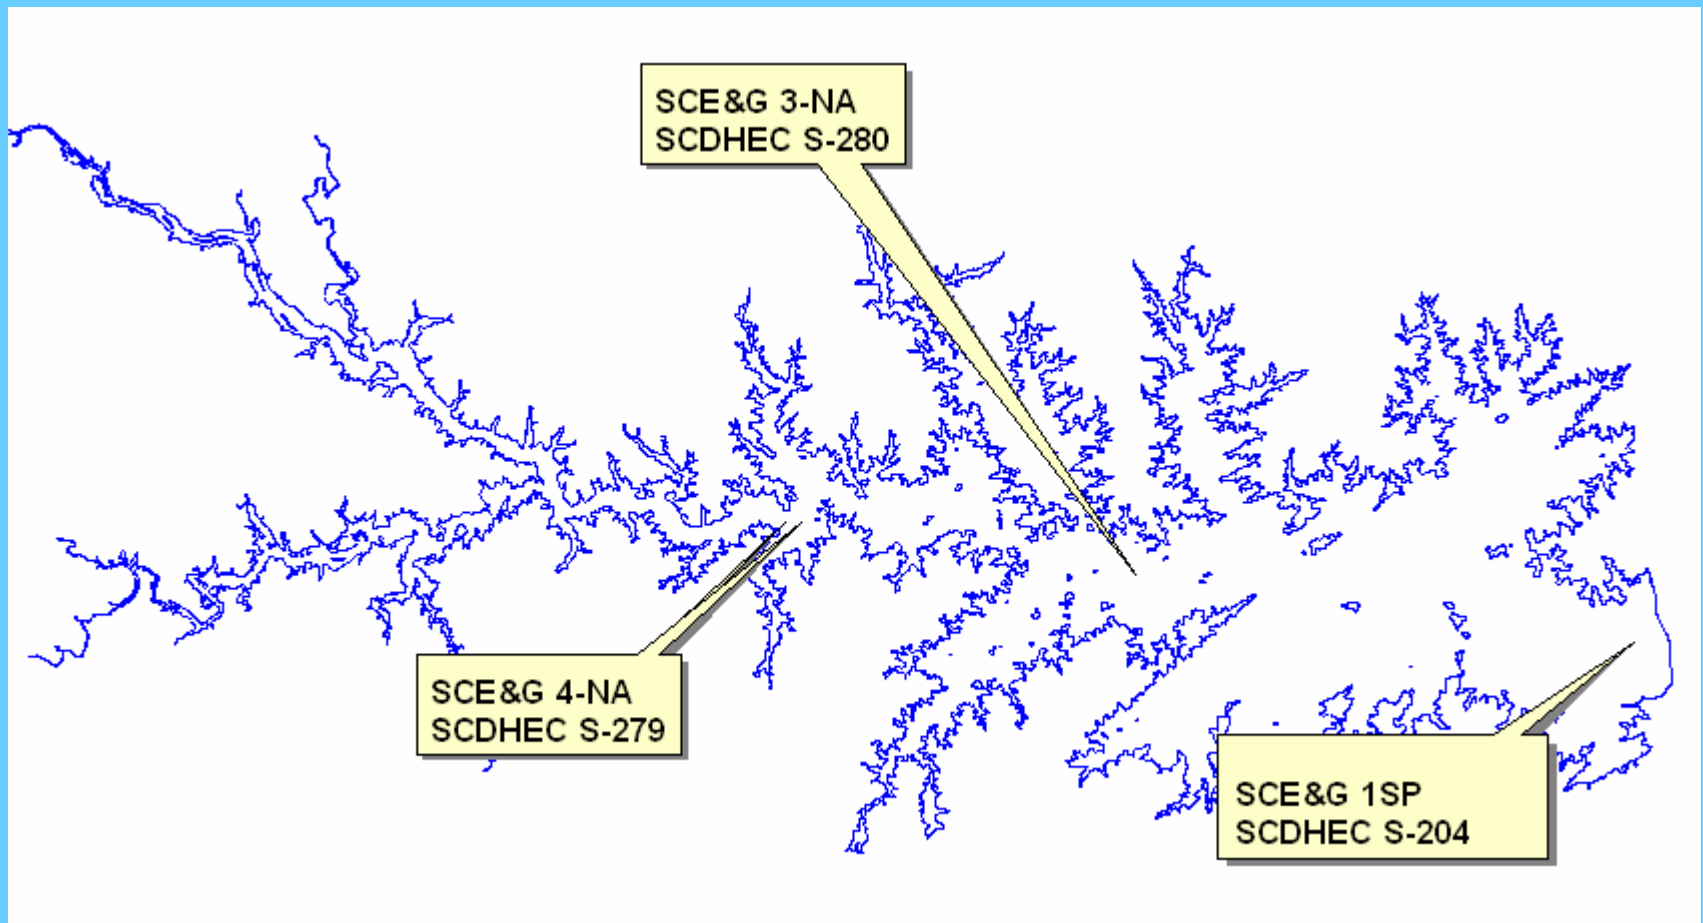 SCE&G 3-NA
SCDHEC S-280
SCE&G 4-NA
SCDHEC S-279
SCE&G 1SP
SCDHEC S-204